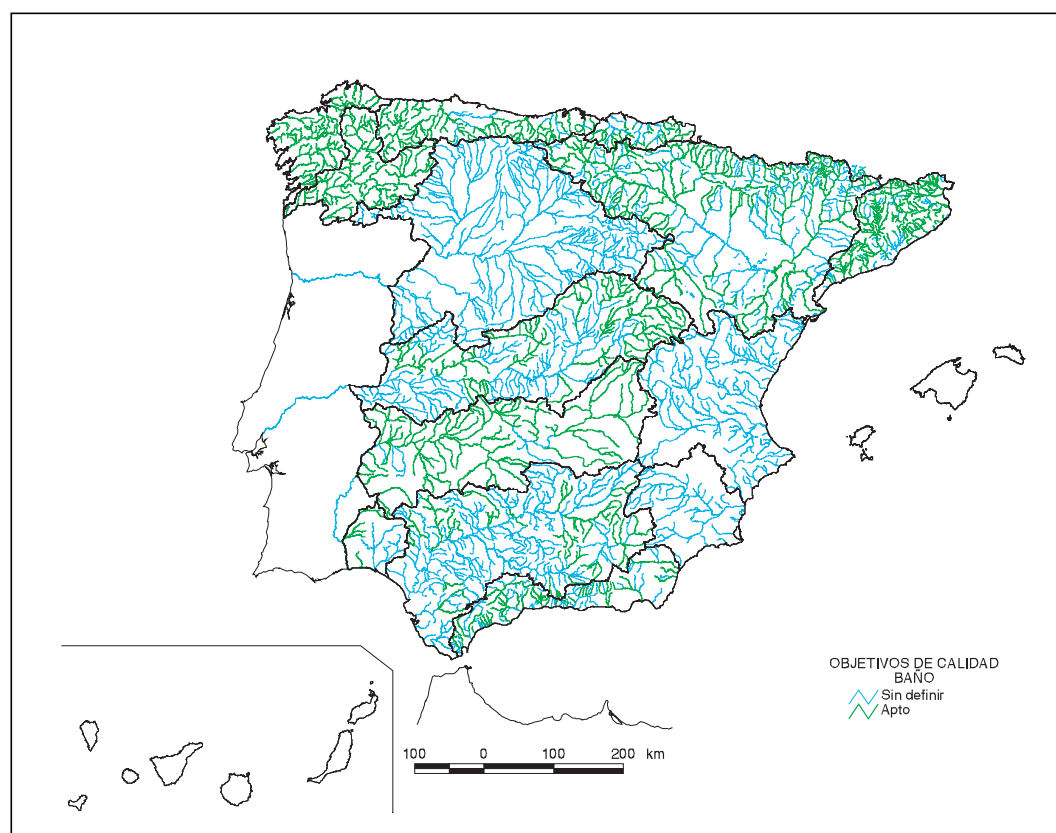 OBJETIVOS DE CALIDAD
BAÑO
Sin definir
Apto
100 0 100 200 km